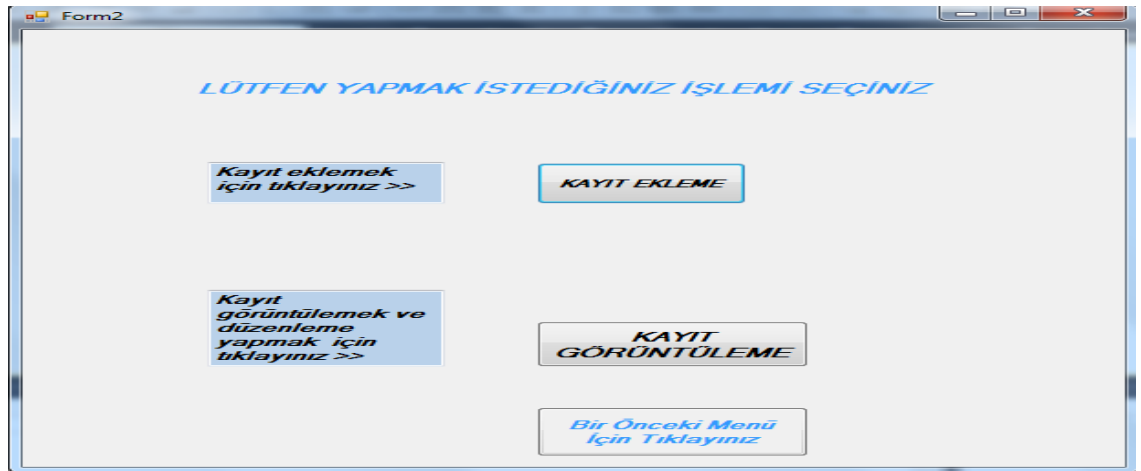 Form2
LÜTFEN YAPMAK İSTEDİĞİNİZ İŞLEMİ SEÇİNİZ
Kayıt eklemek
için tıklayınız >>
KAYIT EKLEME
Kayıt
görüntülemek ve
düzenleme
yapmak  için
tıklayınız >>
KAYIT
GÖRÜNTÜLEME
Bir Önceki Menü
İçin Tıklayınız